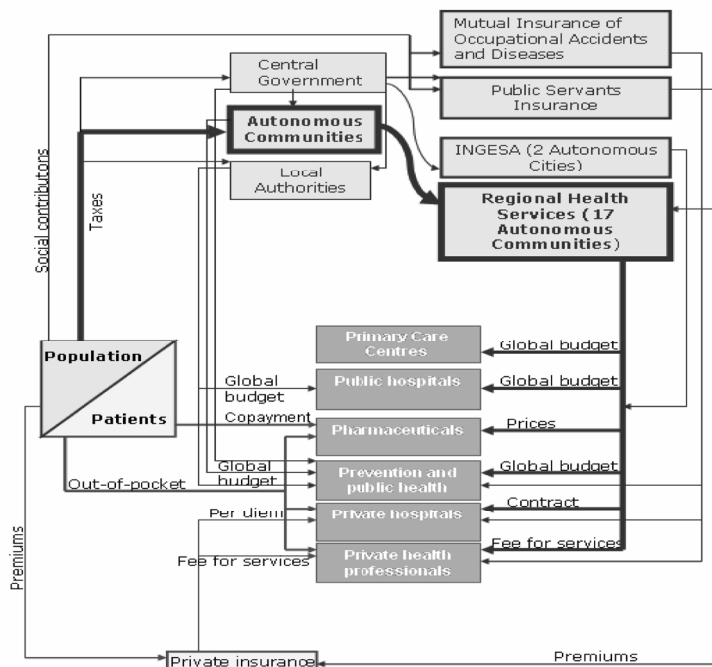 Mutual Insurance of
Occupational Accidents
and Diseases
Central
Government
Public Servants
Insurance
Autonomous
Communities
INGESA (2 Autonomous
Cities)
Local
Authorities
Regional Health
Services (17
Autonomous
Communities)
Social contributons
Taxes
Primary Care
Centres
Global budget
Population
Patients
Global
budget
Public hospitals
Global budget
Copayment
Pharmaceuticals
Prices
Out-of-pocket
Global
budget
Prevention and
public health
Global budget
Per diem
Private hospitals
Contract
Fee for services
Private health
professionals
Fee for services
Premiums
Private insurance
Premiums